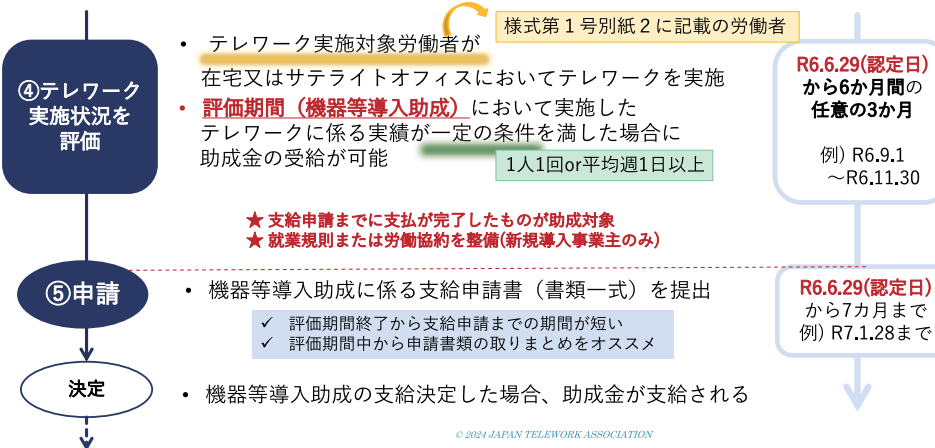 様式第１号別紙２に記載の労働者
④テレワーク
実施状況を
評価
• テレワーク実施対象労働者が
在宅又はサテライトオフィスにおいてテレワークを実施
• 評価期間（機器等導入助成）において実施した
テレワークに係る実績が一定の条件を満した場合に
助成金の受給が可能
1人1回or平均週1日以上
R6.6.29(認定日)
から6か月間の
任意の3か月
例) R6.9.1
～R6.11.30
★ 支給申請までに支払が完了したものが助成対象
★ 就業規則または労働協約を整備(新規導入事業主のみ)
⑤申請
• 機器等導入助成に係る支給申請書（書類一式）を提出
✓ 評価期間終了から支給申請までの期間が短い
✓ 評価期間中から申請書類の取りまとめをオススメ
R6.6.29(認定日)
から7カ月まで
例) R7.1.28まで
決定
• 機器等導入助成の支給決定した場合、助成金が支給される
© 2024 JAPAN TELEWORK ASSOCIATION